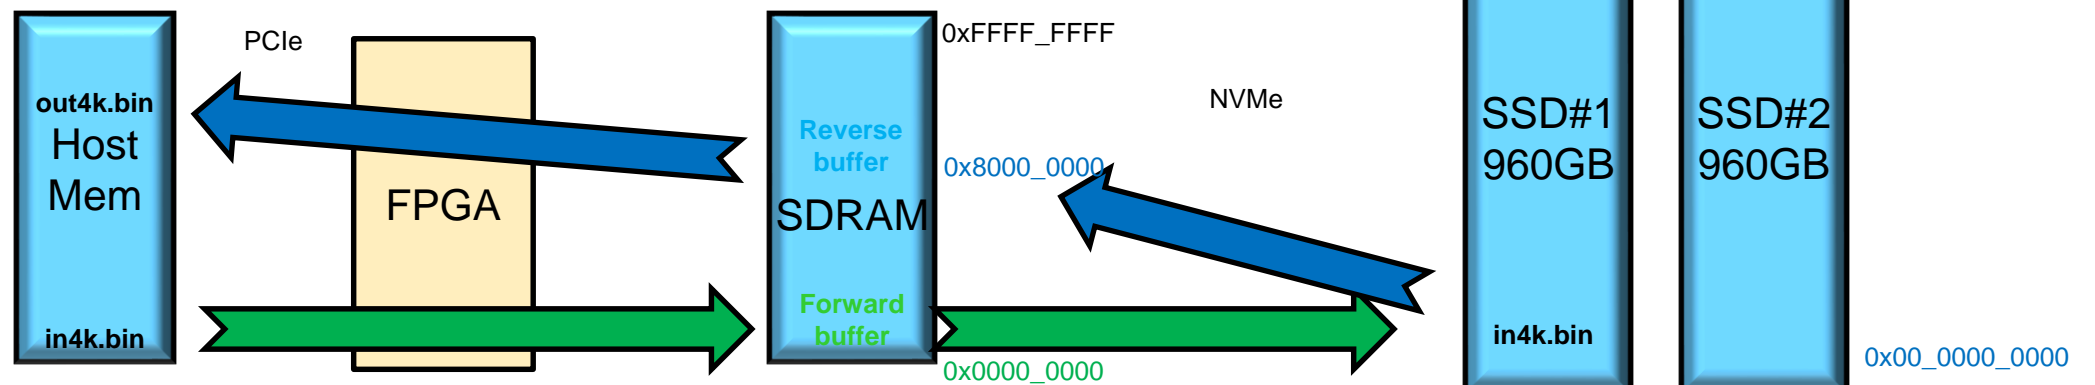 out4k.bin
Host
Mem
in4k.bin
PCIe
FPGA
Reverse
buffer
SDRAM
Forward
buffer
0xFFFF_FFFF
0x8000_0000
0x0000_0000
NVMe
SSD#1
960GB
in4k.bin
SSD#2
960GB
0x00_0000_0000